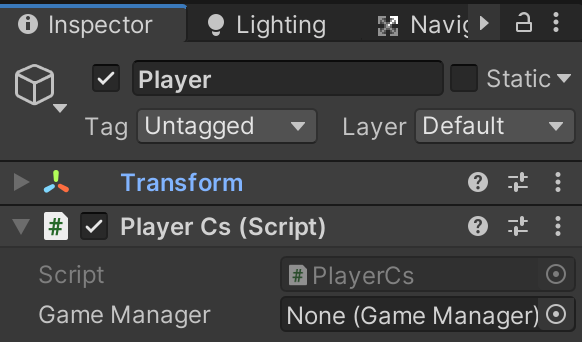 Inspector Lighting
Player Static
Tag Untagged Layer Default
Transform
# Player Cs (Script)
Script # PlayerCs
Game Manager None (Game Manager)